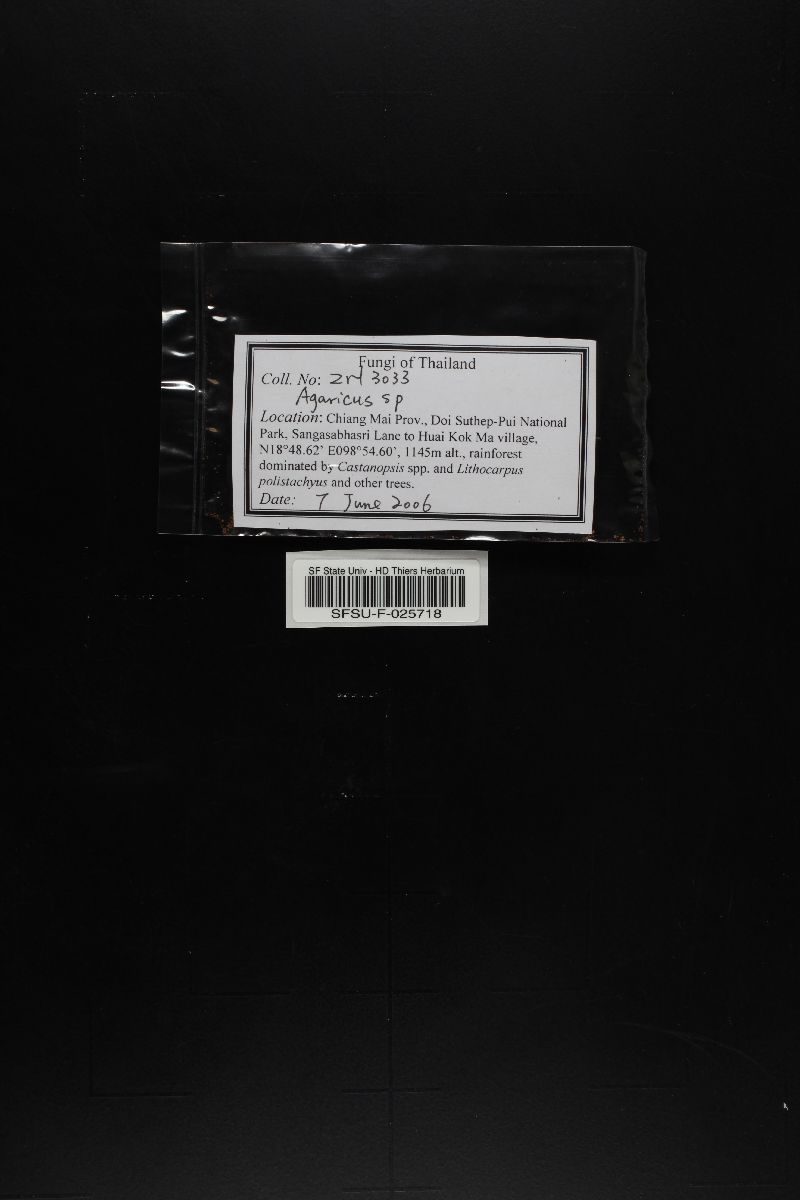 Fungi of Thailand
Coll. No: zrl 3033
Agaricus sp
Location: Chiang Mai Prov., Doi Suthep-Pui National
Park, Sangasabhasri Lane to Huai Kok Ma village,
N18°48.62' E098°54.60', 1145m alt., rainforest
dominated by Castanopsis spp. and Lithocarpus
polistachyus and other trees.
Date: 7 June 2006
SF State Univ - HD Thiers Herbarium
SFSU-F-025718